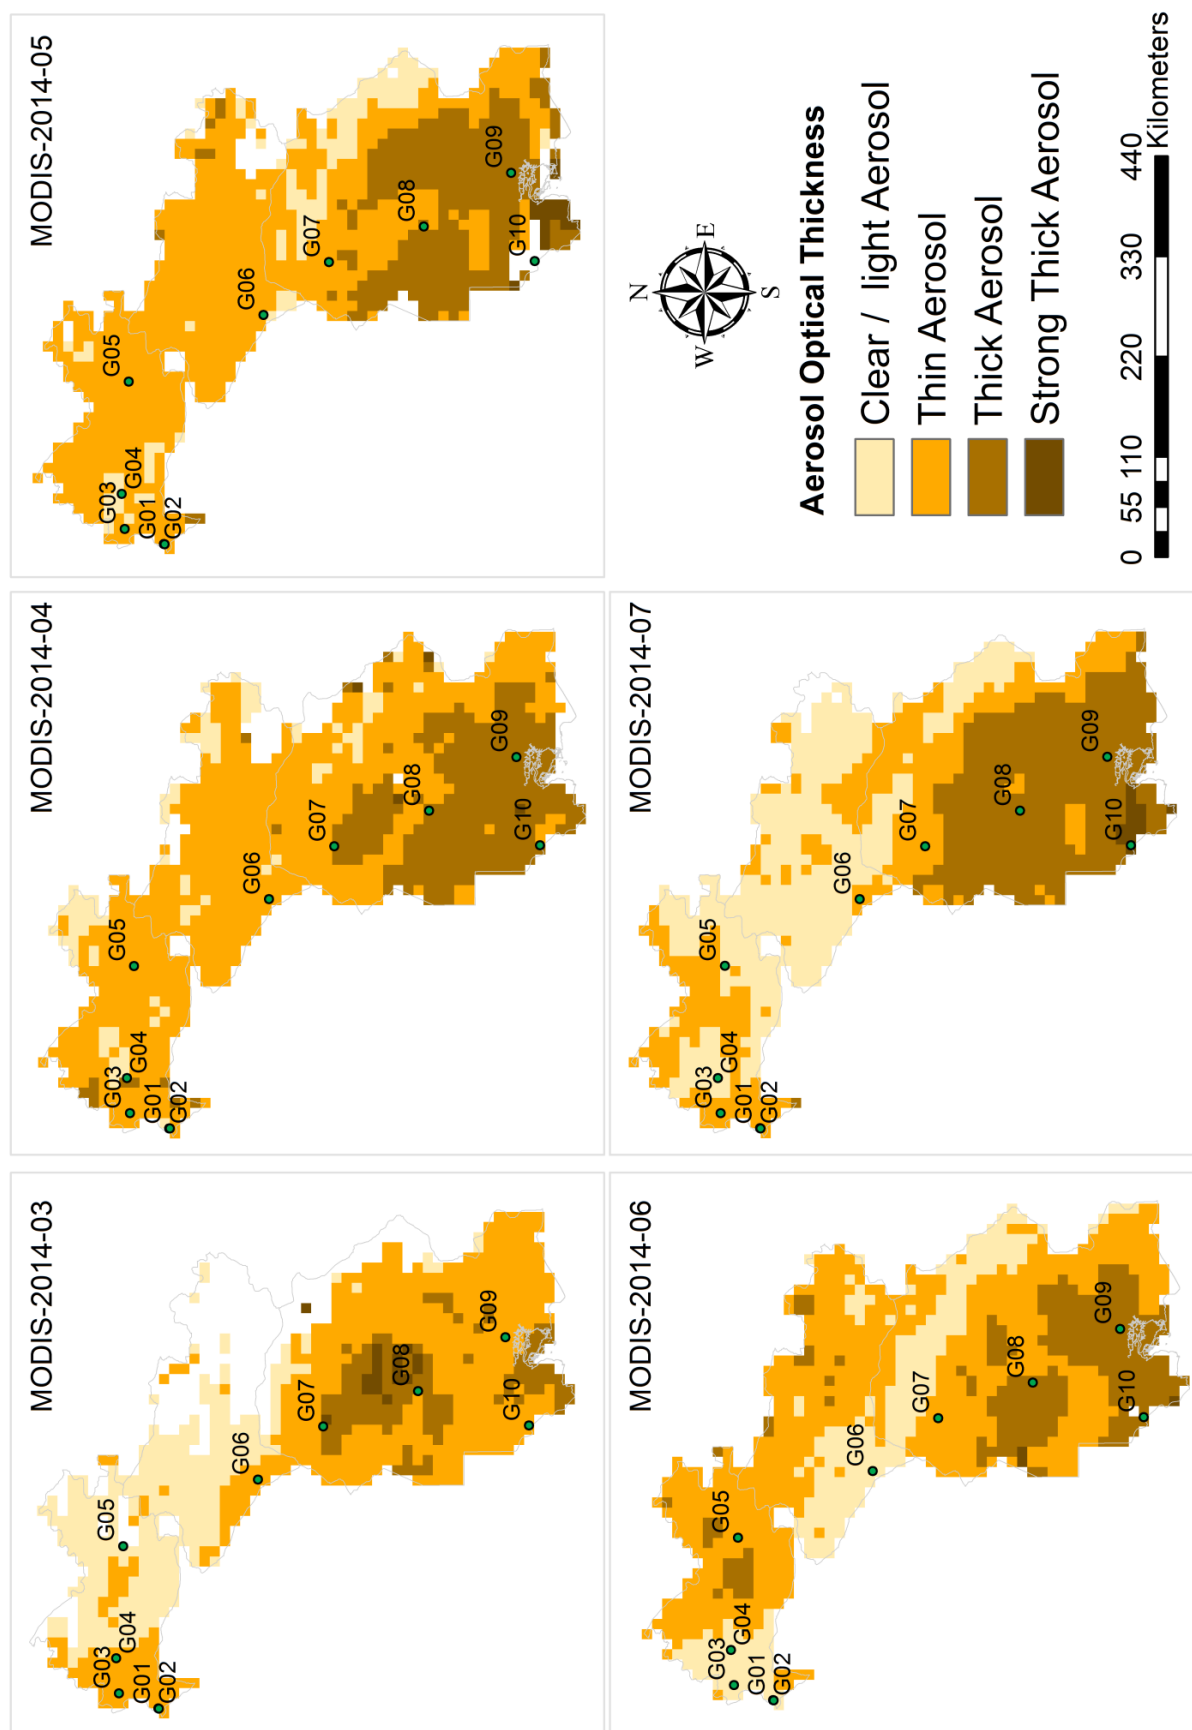 MODIS-2014-03
G01
G02
G03
G04
G05
G06
G07
G08
G09
G10
MODIS-2014-04
G01
G02
G03
G04
G05
G06
G07
G08
G09
G10
MODIS-2014-05
G01
G02
G03
G04
G05
G06
G07
G08
G09
G10
MODIS-2014-06
G01
G02
G03
G04
G05
G06
G07
G08
G09
G10
MODIS-2014-07
G01
G02
G03
G04
G05
G06
G07
G08
G09
G10
N
W E
S
Aerosol Optical Thickness
Clear / light Aerosol
Thin Aerosol
Thick Aerosol
Strong Thick Aerosol
0 55 110 220 330 440
Kilometers